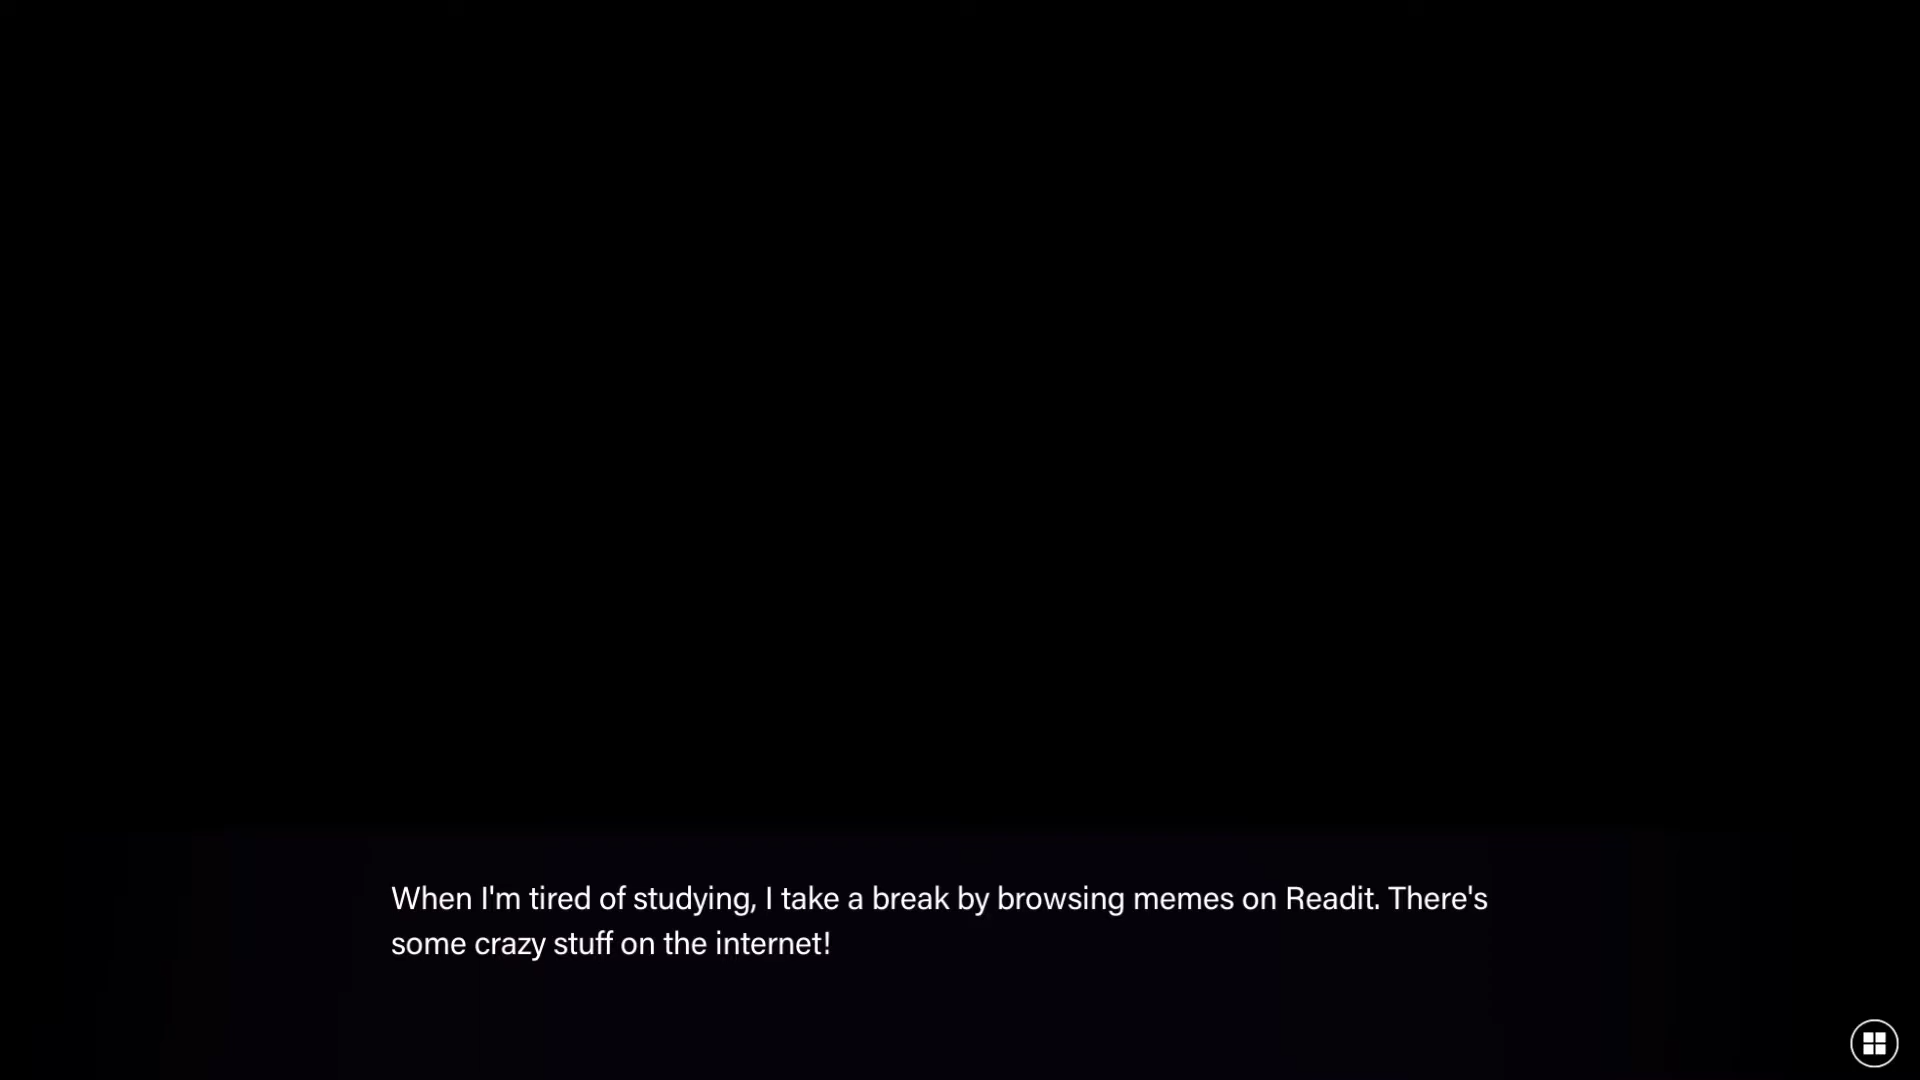 When I'm tired of studying, I take a break by browsing memes on Readit. There's
some crazy stuff on the internet!